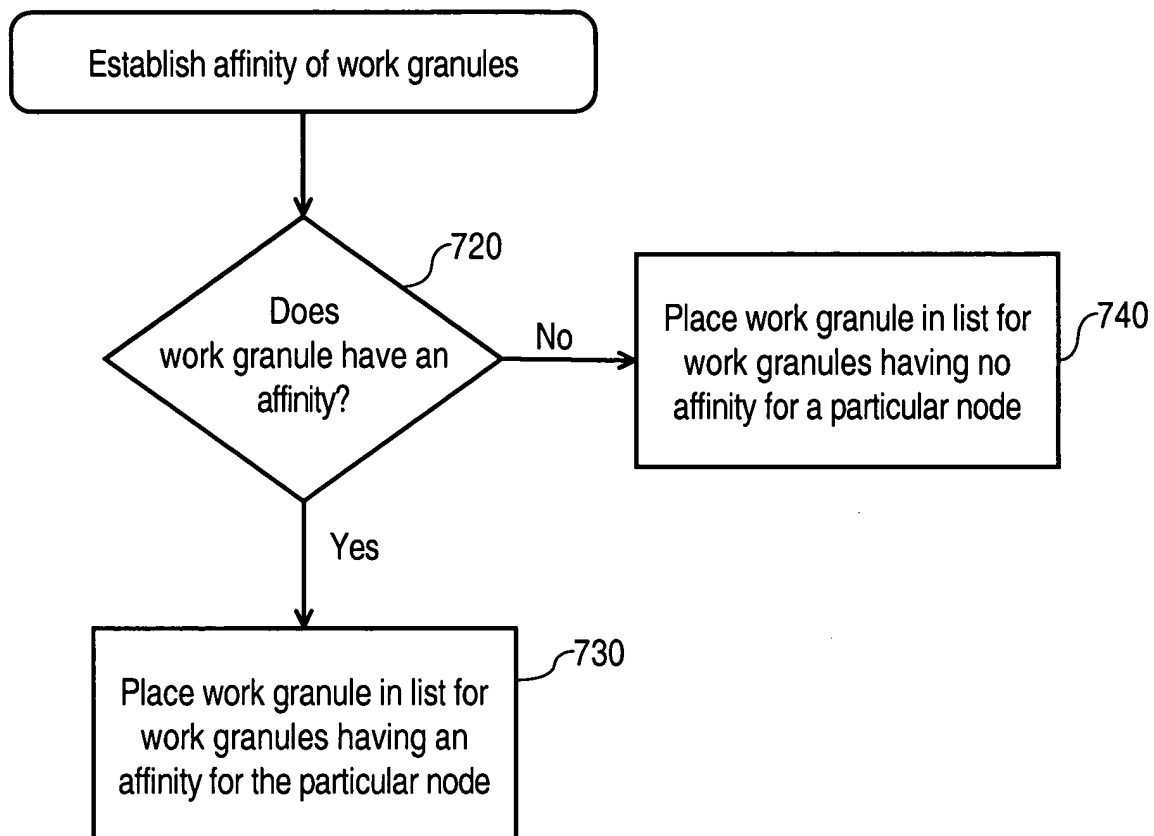 Establish affinity of work granules
720
Does
work granule have an
affinity?
No
Place work granule in list for
work granules having no
affinity for a particular node
740
Yes
730
Place work granule in list for
work granules having an
affinity for the particular node